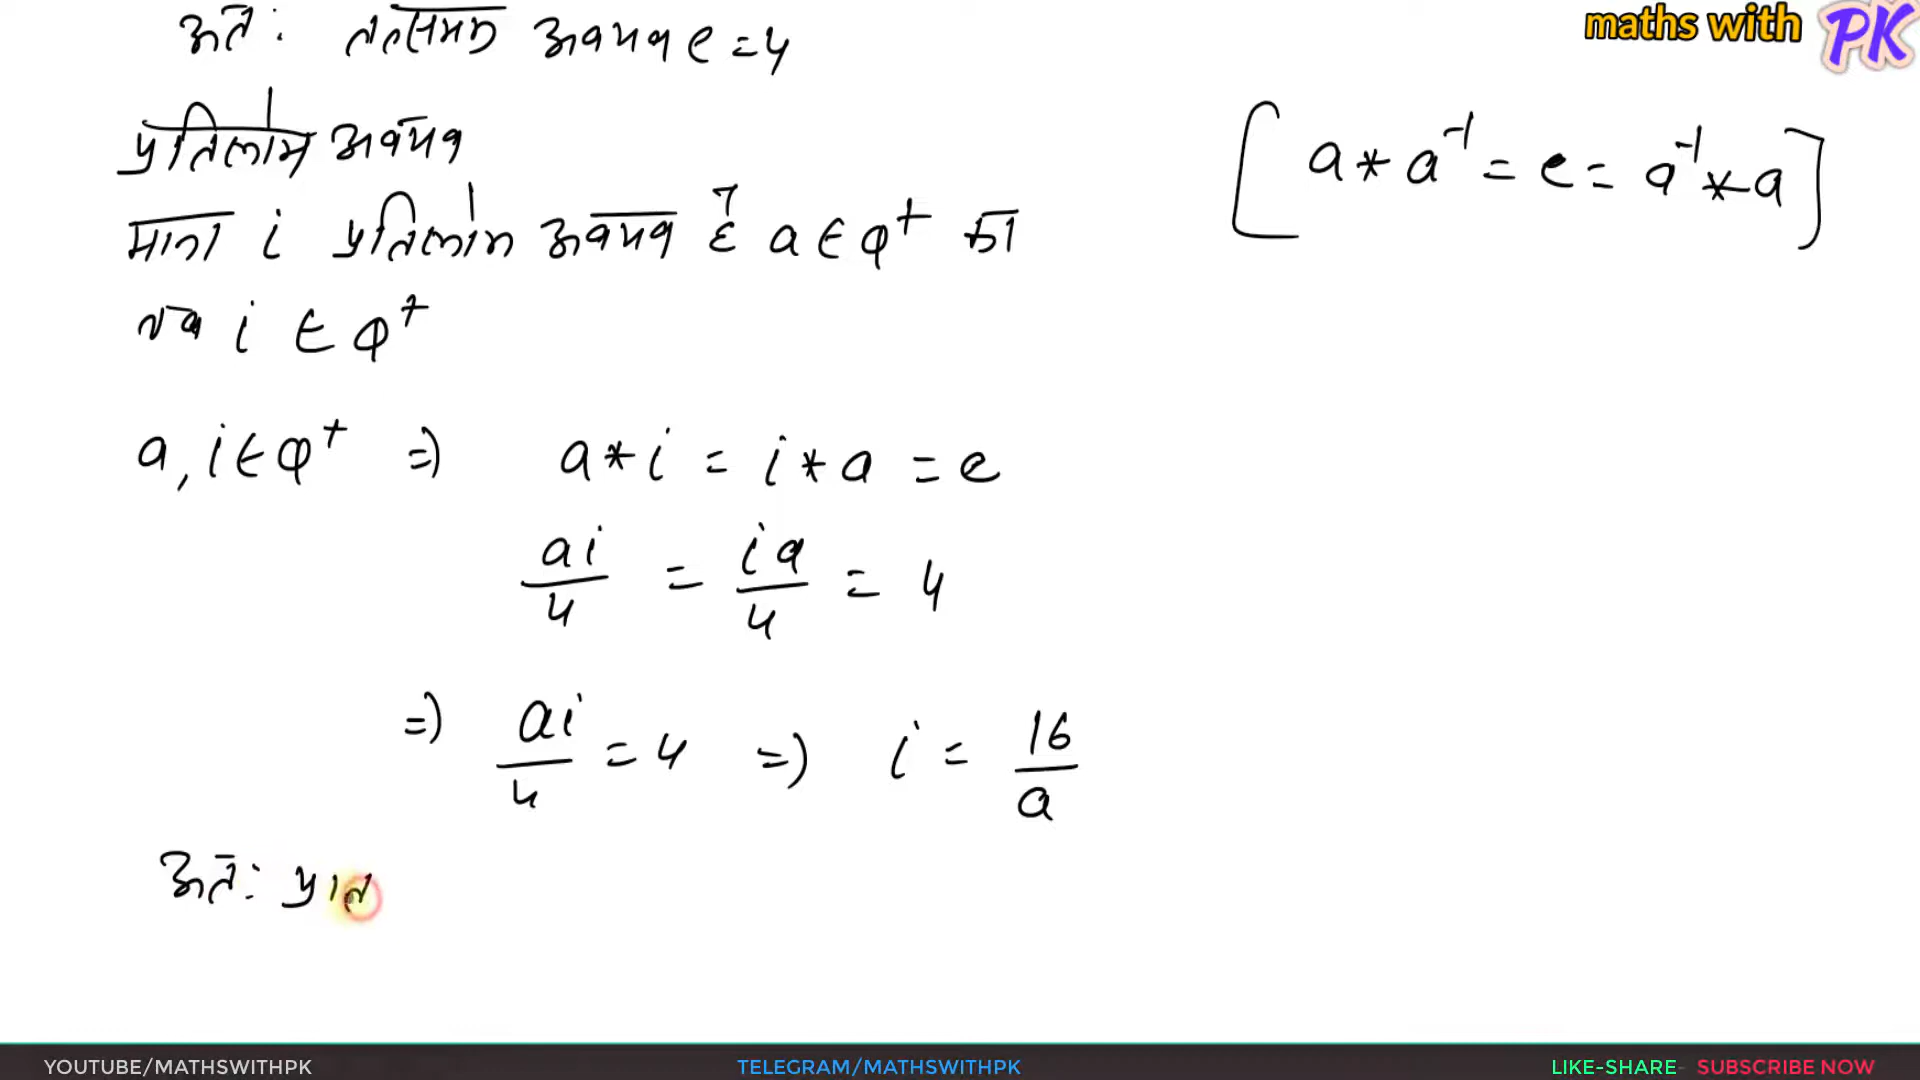 maths with PK
अतः तत्समक अवयव e = 4
प्रतिलोम अवयव
[ a * a⁻¹ = e = a⁻¹ * a ]
माना i प्रतिलोम अवयव है a ∈ Q⁺ का
तब i ∈ Q⁺
a, i ∈ Q⁺ ⇒ a * i = i * a = e
ai/4 = ia/4 = 4
⇒ ai/4 = 4 ⇒ i = 16/a
अतः प्रति
YOUTUBE/MATHSWITHPK TELEGRAM/MATHSWITHPK LIKE-SHARE- SUBSCRIBE NOW